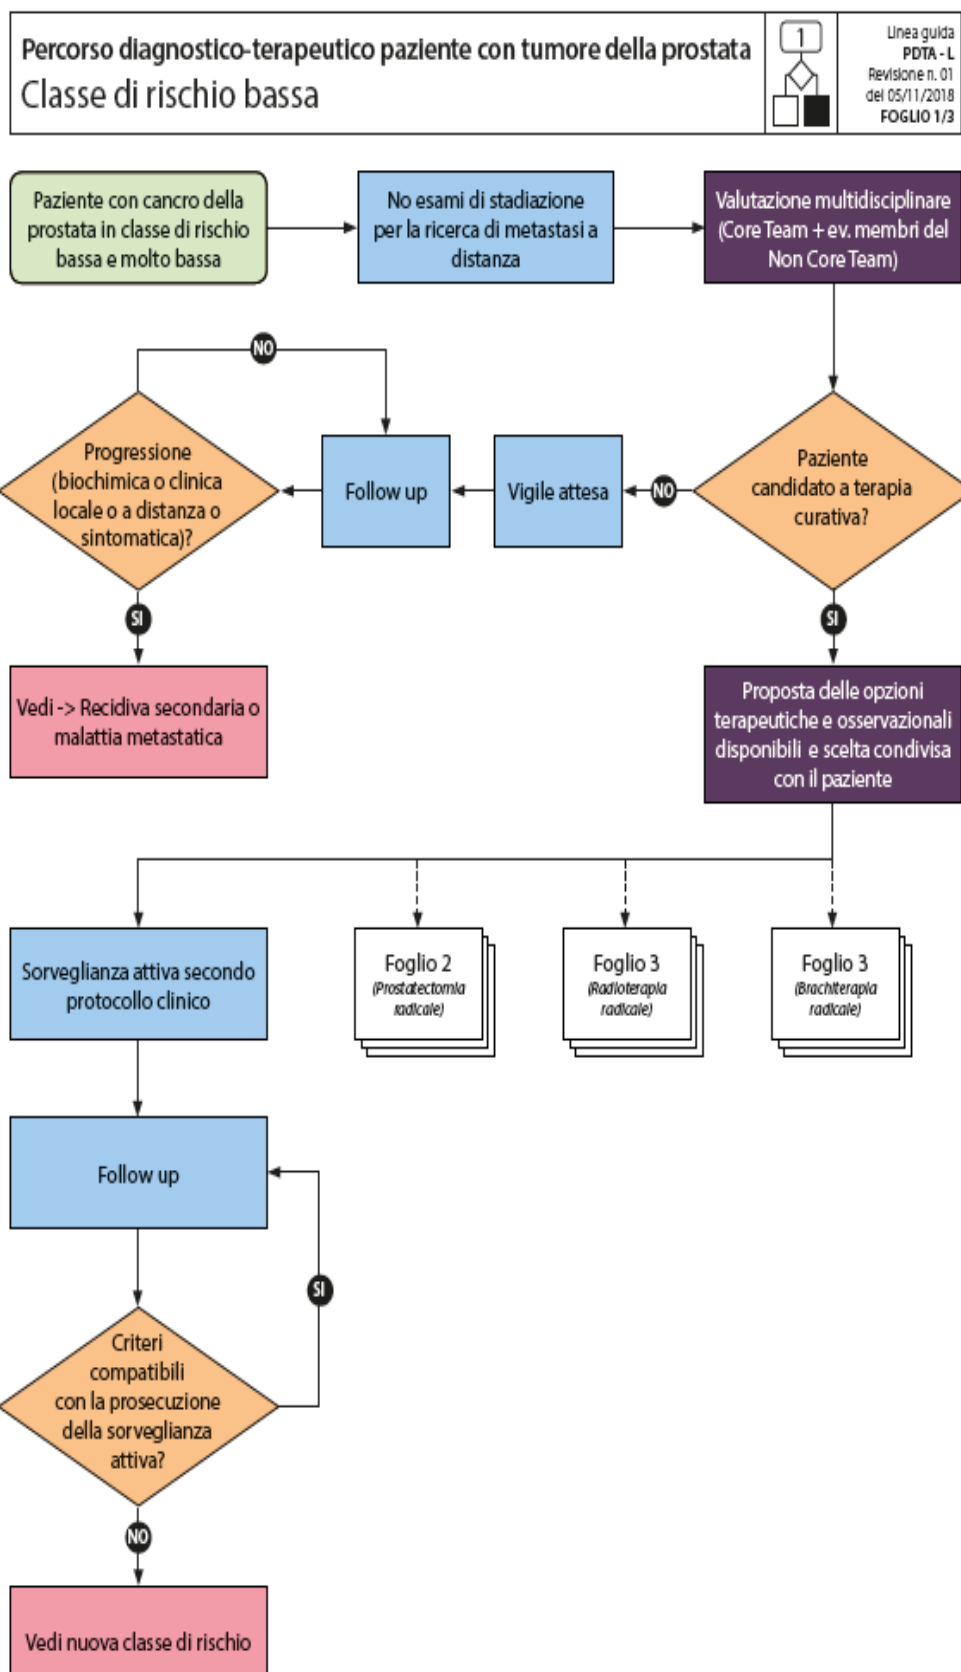 Percorso diagnostico-terapeutico paziente con tumore della prostata
Classe di rischio bassa
1
Linea guida
PDTA - L
Revisione n. 01
del 05/11/2018
FOGLIO 1/3
Paziente con cancro della
prostata in classe di rischio
bassa e molto bassa
No esami di stadiazione
per la ricerca di metastasi a
distanza
Valutazione multidisciplinare
(Core Team + ev. membri del
Non Core Team)
NO
Progressione
(biochimica o clinica
locale o a distanza o
sintomatica)?
Follow up
Vigile attesa
NO
Paziente
candidato a terapia
curativa?
SI
SI
Vedi -> Recidiva secondaria o
malattia metastatica
Proposta delle opzioni
terapeutiche e osservazionali
disponibili e scelta condivisa
con il paziente
Sorveglianza attiva secondo
protocollo clinico
Foglio 2
(Prostatectomia
radicale)
Foglio 3
(Radioterapia
radicale)
Foglio 3
(Brachiterapia
radicale)
Follow up
SI
Criteri
compatibili
con la prosecuzione
della sorveglianza
attiva?
NO
Vedi nuova classe di rischio